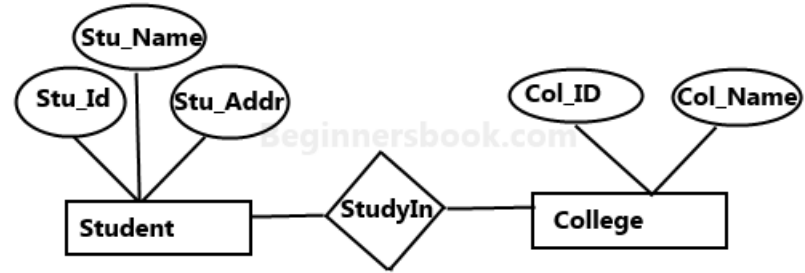 Stu_Name
Stu_Id
Stu_Addr
Col_ID
Col_Name
Beginnersbook.com
Student
StudyIn
College